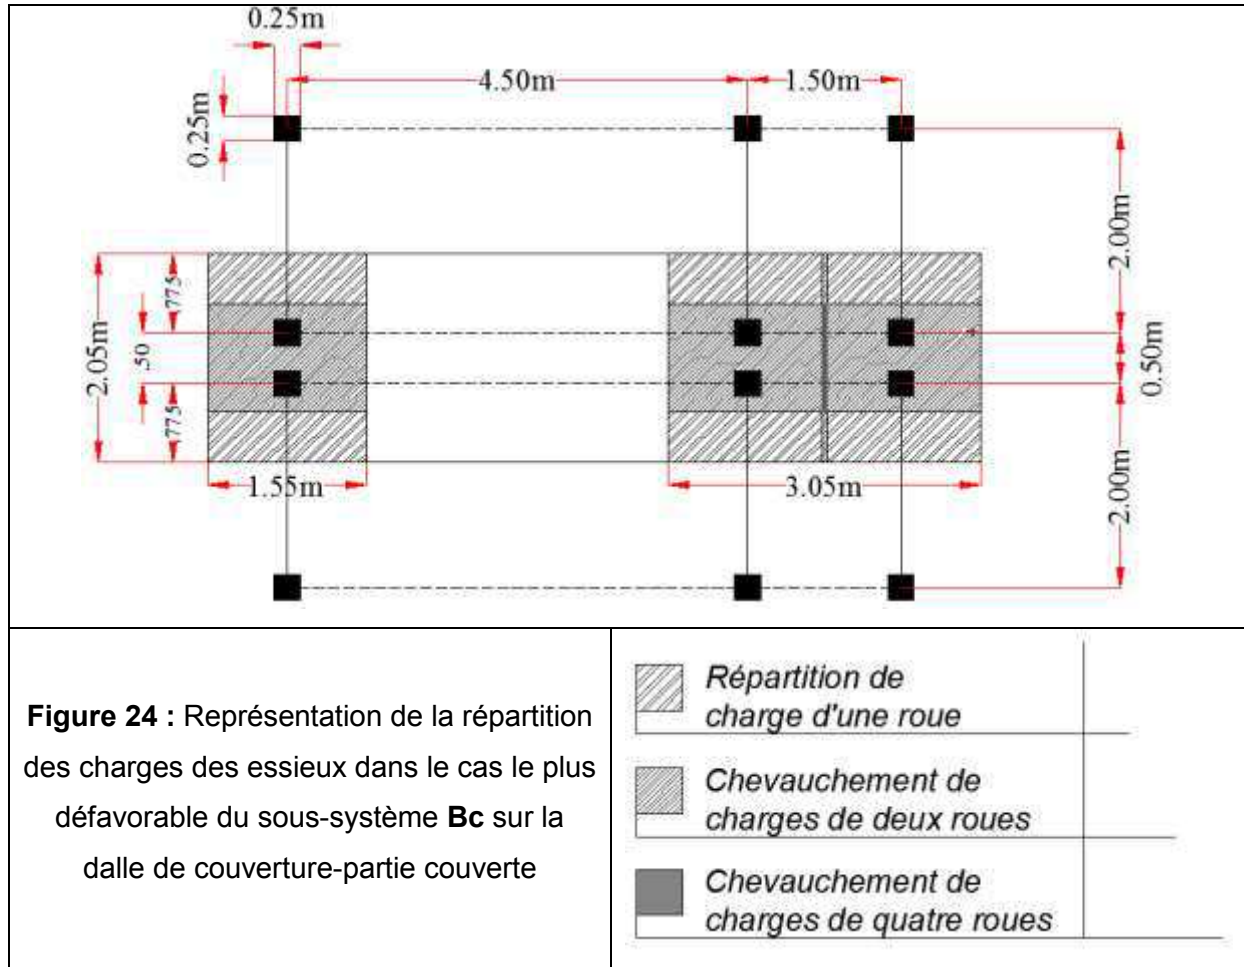 0.25m
4.50m
1.50m
0.25m
2.00m
2.05m
.775
.50
.775
0.50m
1.55m
3.05m
2.00m
Figure 24 : Représentation de la répartition
des charges des essieux dans le cas le plus
défavorable du sous-système Bc sur la
dalle de couverture-partie couverte
Répartition de
charge d'une roue
Chevauchement de
charges de deux roues
Chevauchement de
charges de quatre roues